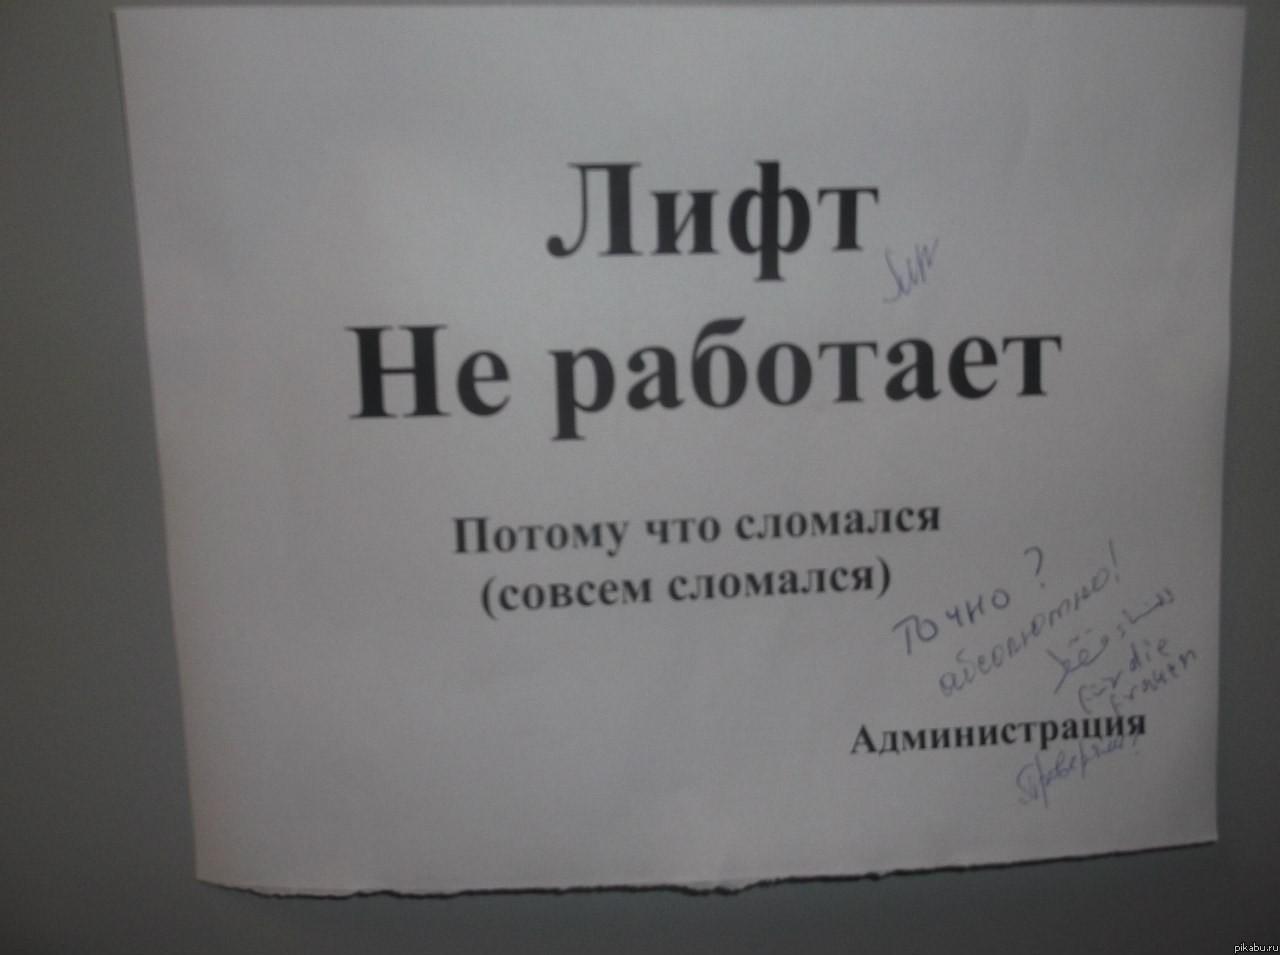 Лифт
Не работает
Потому что сломался
(совсем сломался)
Точно?
абсолютно!
für die
Frauen
Администрация
pikabu.ru